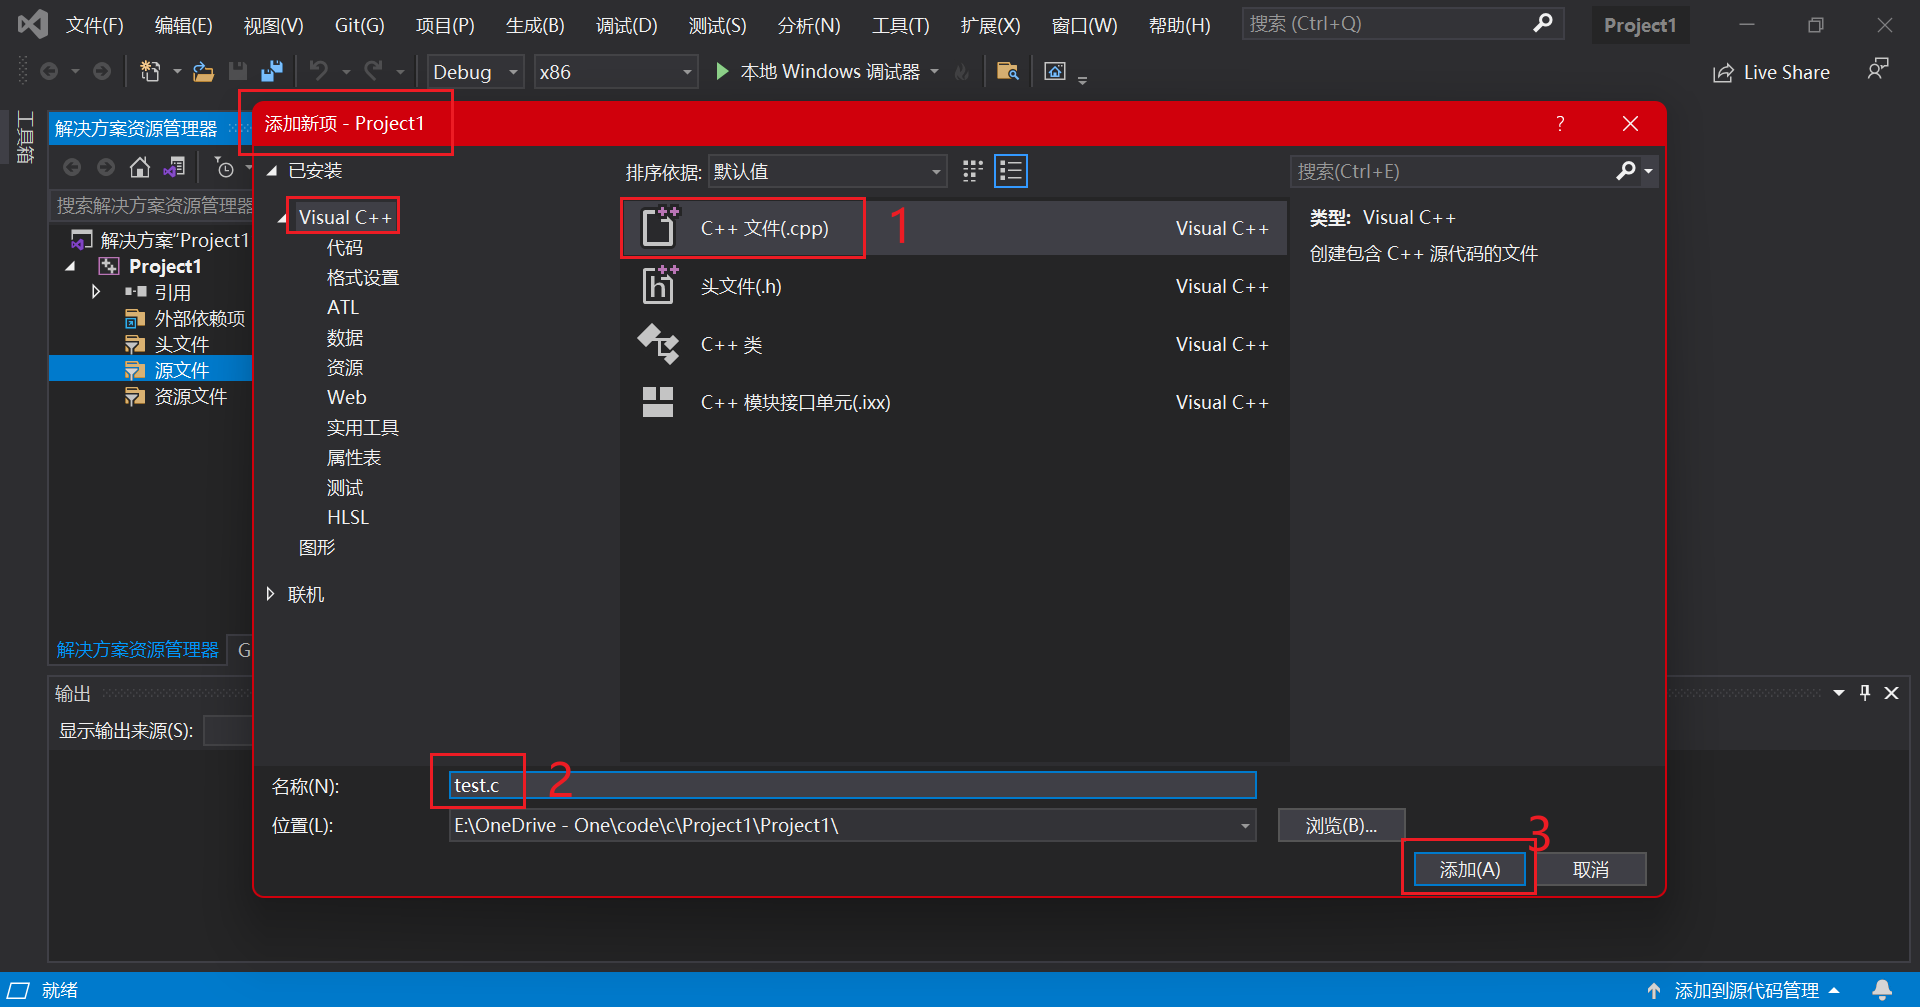 文件(F) 编辑(E) 视图(V) Git(G) 项目(P) 生成(B) 调试(D) 测试(S) 分析(N) 工具(T) 扩展(X) 窗口(W) 帮助(H) 搜索 (Ctrl+Q) Project1
Debug x86 本地 Windows 调试器 Live Share
工具箱
解决方案资源管理器
搜索解决方案资源管理器
解决方案"Project1
Project1
引用
外部依赖项
头文件
源文件
资源文件
解决方案资源管理器 G
添加新项 - Project1 ?
已安装
Visual C++
代码
格式设置
ATL
数据
资源
Web
实用工具
属性表
测试
HLSL
图形
联机
排序依据: 默认值
C++ 文件(.cpp) 1 Visual C++
头文件(.h) Visual C++
C++ 类 Visual C++
C++ 模块接口单元(.ixx) Visual C++
搜索(Ctrl+E)
类型: Visual C++
创建包含 C++ 源代码的文件
名称(N): test.c 2
位置(L): E:\OneDrive - One\code\c\Project1\Project1\ 浏览(B)...
3
添加(A) 取消
输出
显示输出来源(S):
就绪 添加到源代码管理